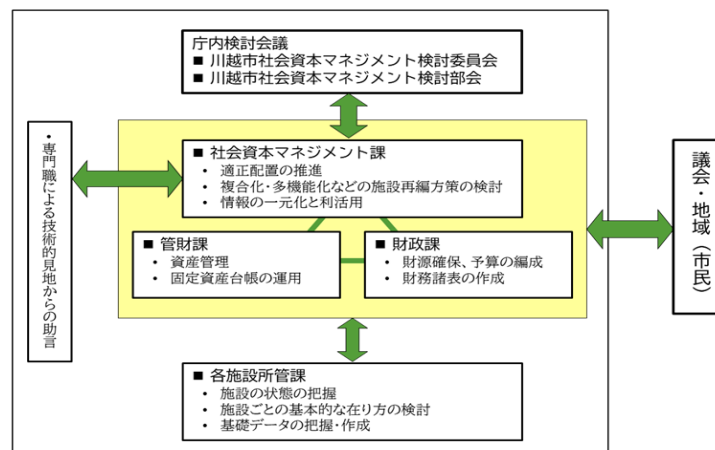 庁内検討会議
■ 川越市社会資本マネジメント検討委員会
■ 川越市社会資本マネジメント検討部会
・専門職による技術的見地からの助言
■ 社会資本マネジメント課
・ 適正配置の推進
・ 複合化・多機能化などの施設再編方策の検討
・ 情報の一元化と利活用
■ 管財課
・ 資産管理
・ 固定資産台帳の運用
■ 財政課
・ 財源確保、予算の編成
・ 財務諸表の作成
■ 各施設所管課
・ 施設の状態の把握
・ 施設ごとの基本的な在り方の検討
・ 基礎データの把握・作成
議会・地域（市民）